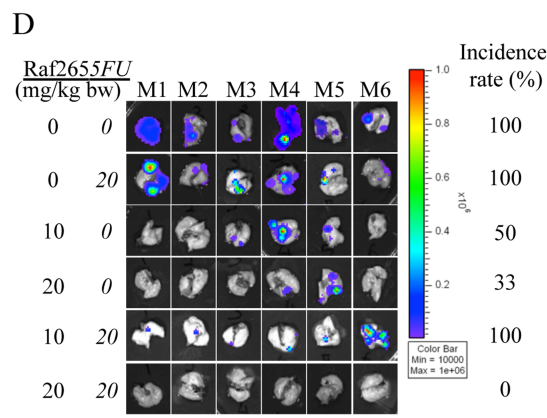 D
Raf2655FU
(mg/kg bw) M1 M2 M3 M4 M5 M6
Incidence
rate (%)
0 0 100
0 20 100
10 0 50
20 0 33
10 20 100
20 20 0
1.0
0.8
0.6
x10⁶
0.4
0.2
Color Bar
Min = 10000
Max = 1e+06